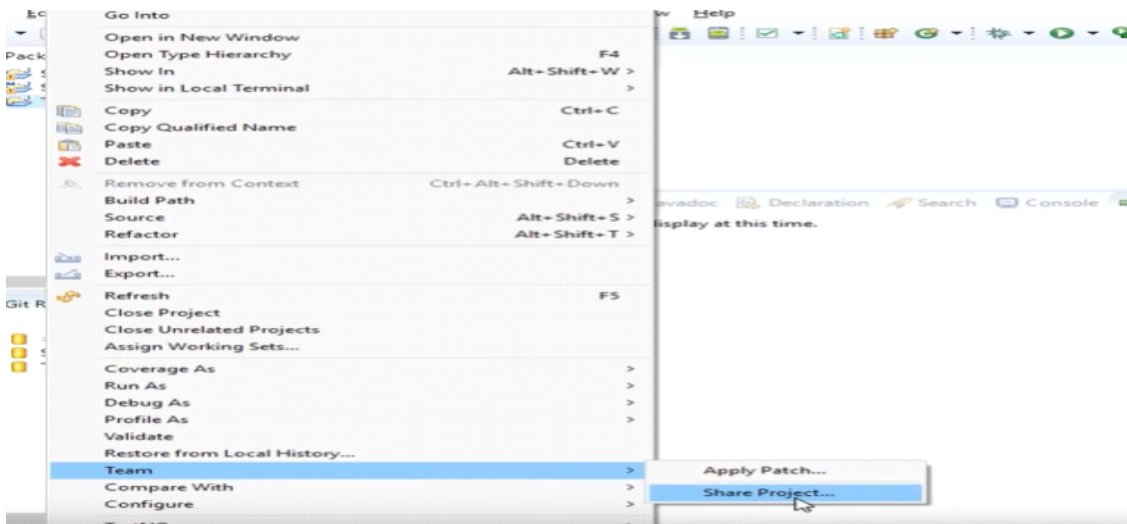 Go Into
w Help
Open in New Window
Open Type Hierarchy F4
Pack
Show In Alt+Shift+W >
Show in Local Terminal >
Copy Ctrl+C
Copy Qualified Name
Paste Ctrl+V
Delete Delete
Remove from Context Ctrl+Alt+Shift+Down
Build Path >
avadoc Declaration Search Console
Source Alt+Shift+S >
isplay at this time.
Refactor Alt+Shift+T >
Import...
Export...
Refresh F5
Git R
Close Project
Close Unrelated Projects
Assign Working Sets...
Coverage As >
Run As >
Debug As >
Profile As >
Validate
Restore from Local History...
Team >
Apply Patch...
Compare With >
Share Project...
Configure >